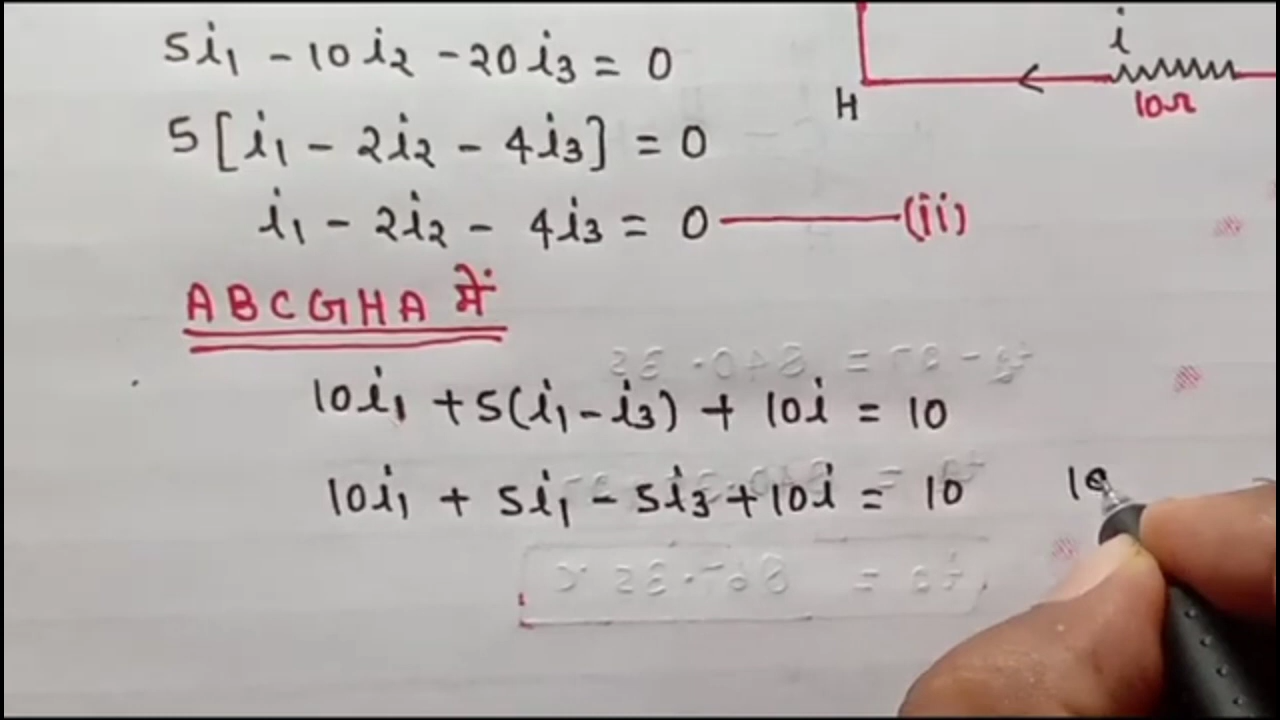 5i₁ - 10i₂ - 20i₃ = 0
5[i₁ - 2i₂ - 4i₃] = 0
i₁ - 2i₂ - 4i₃ = 0 (ii)
ABCGHA में
10i₁ + 5(i₁ - i₃) + 10i = 10
10i₁ + 5i₁ - 5i₃ + 10i = 10
10
i
H
10Ω